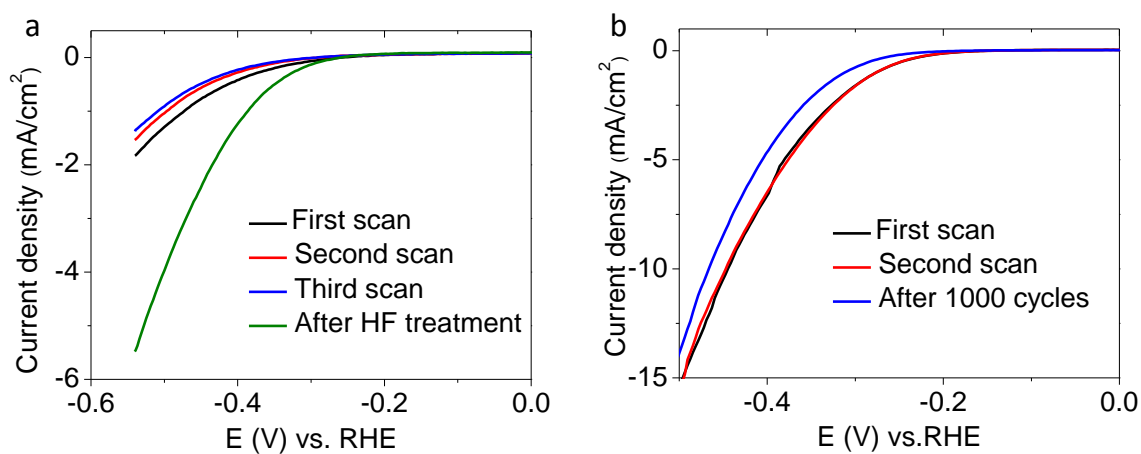 a
Current density (mA/cm²)
0
-2
-4
-6
First scan
Second scan
Third scan
After HF treatment
-0.6
-0.4
-0.2
0.0
E (V) vs. RHE
b
Current density (mA/cm²)
0
-5
-10
-15
First scan
Second scan
After 1000 cycles
-0.4
-0.2
0.0
E (V) vs.RHE